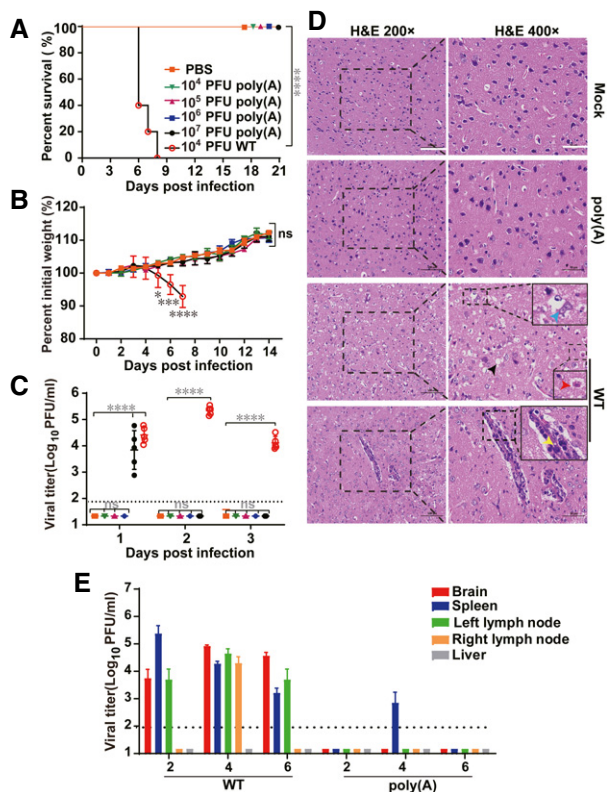 A
Percent survival ( %)
100
80
60
40
20
0
0 3 6 9 12 15 18 21
Days post infection
PBS
10⁴ PFU poly(A)
10⁵ PFU poly(A)
10⁶ PFU poly(A)
10⁷ PFU poly(A)
10⁴ PFU WT
****
B
Percent initial weight (%)
120
110
100
90
80
0 2 4 6 8 10 12 14
Days post infection
ns
*
***
****
C
Viral titer(Log₁₀PFU/ml)
6
5
4
3
2
1
****
****
****
ns
ns
ns
1 2 3
Days post infection
D
H&E 200× H&E 400×
Mock
poly(A)
WT
E
Viral titer(Log₁₀PFU/ml)
7
6
5
4
3
2
1
Brain
Spleen
Left lymph node
Right lymph node
Liver
2 4 6 2 4 6
WT poly(A)